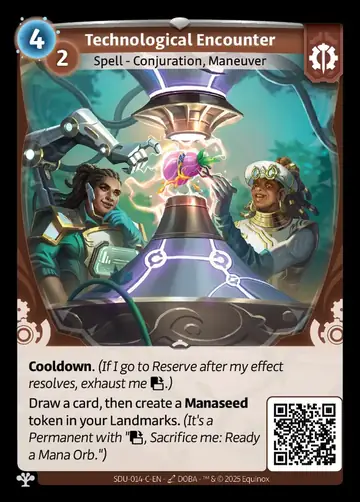 4
Technological Encounter
2
Spell - Conjuration, Maneuver
Cooldown. (If I go to Reserve after my effect
resolves, exhaust me .)
Draw a card, then create a Manaseed
token in your Landmarks. (It's a
Permanent with ", Sacrifice me: Ready
a Mana Orb.")
SDU-014-C-EN - DOBA - ™ & © 2025 Equinox